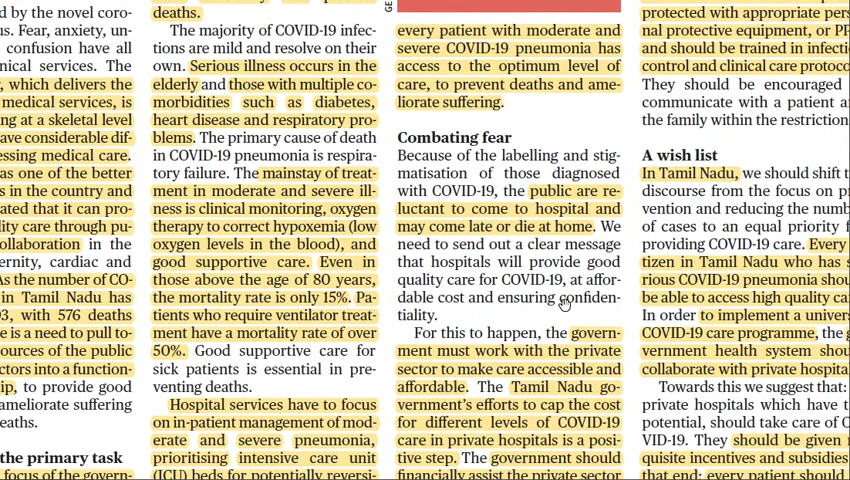 d by the novel coro-
us. Fear, anxiety, un-
confusion have all
nical services. The
, which delivers the
medical services, is
ng at a skeletal level
ave considerable dif-
essing medical care.
as one of the better
s in the country and
ated that it can pro-
lity care through pu-
ollaboration in the
ernity, cardiac and
As the number of CO-
in Tamil Nadu has
93, with 576 deaths
e is a need to pull to-
ources of the public
ctors into a function-
ip, to provide good
ameliorate suffering
eaths.
the primary task
focus of the govern-
deaths.
The majority of COVID-19 infec-
tions are mild and resolve on their
own. Serious illness occurs in the
elderly and those with multiple co-
morbidities such as diabetes,
heart disease and respiratory pro-
blems. The primary cause of death
in COVID-19 pneumonia is respira-
tory failure. The mainstay of treat-
ment in moderate and severe ill-
ness is clinical monitoring, oxygen
therapy to correct hypoxemia (low
oxygen levels in the blood), and
good supportive care. Even in
those above the age of 80 years,
the mortality rate is only 15%. Pa-
tients who require ventilator treat-
ment have a mortality rate of over
50%. Good supportive care for
sick patients is essential in pre-
venting deaths.
Hospital services have to focus
on in-patient management of mod-
erate and severe pneumonia,
prioritising intensive care unit
(ICU) beds for potentially reversi-
GE
every patient with moderate and
severe COVID-19 pneumonia has
access to the optimum level of
care, to prevent deaths and ame-
liorate suffering.
Combating fear
Because of the labelling and stig-
matisation of those diagnosed
with COVID-19, the public are re-
luctant to come to hospital and
may come late or die at home. We
need to send out a clear message
that hospitals will provide good
quality care for COVID-19, at affor-
dable cost and ensuring confiden-
tiality.
For this to happen, the govern-
ment must work with the private
sector to make care accessible and
affordable. The Tamil Nadu go-
vernment's efforts to cap the cost
for different levels of COVID-19
care in private hospitals is a posi-
tive step. The government should
financially assist the private sector
protected with appropriate pers
nal protective equipment, or PP
and should be trained in infecti
control and clinical care protoco
They should be encouraged
communicate with a patient a
the family within the restriction
A wish list
In Tamil Nadu, we should shift t
discourse from the focus on pr
vention and reducing the numb
of cases to an equal priority f
providing COVID-19 care. Every
tizen in Tamil Nadu who has s
rious COVID-19 pneumonia shou
be able to access high quality ca
In order to implement a univers
COVID-19 care programme, the g
vernment health system shou
collaborate with private hospita
Towards this we suggest that:
private hospitals which have t
potential, should take care of C
VID-19. They should be given r
quisite incentives and subsidies
that end; every patient should